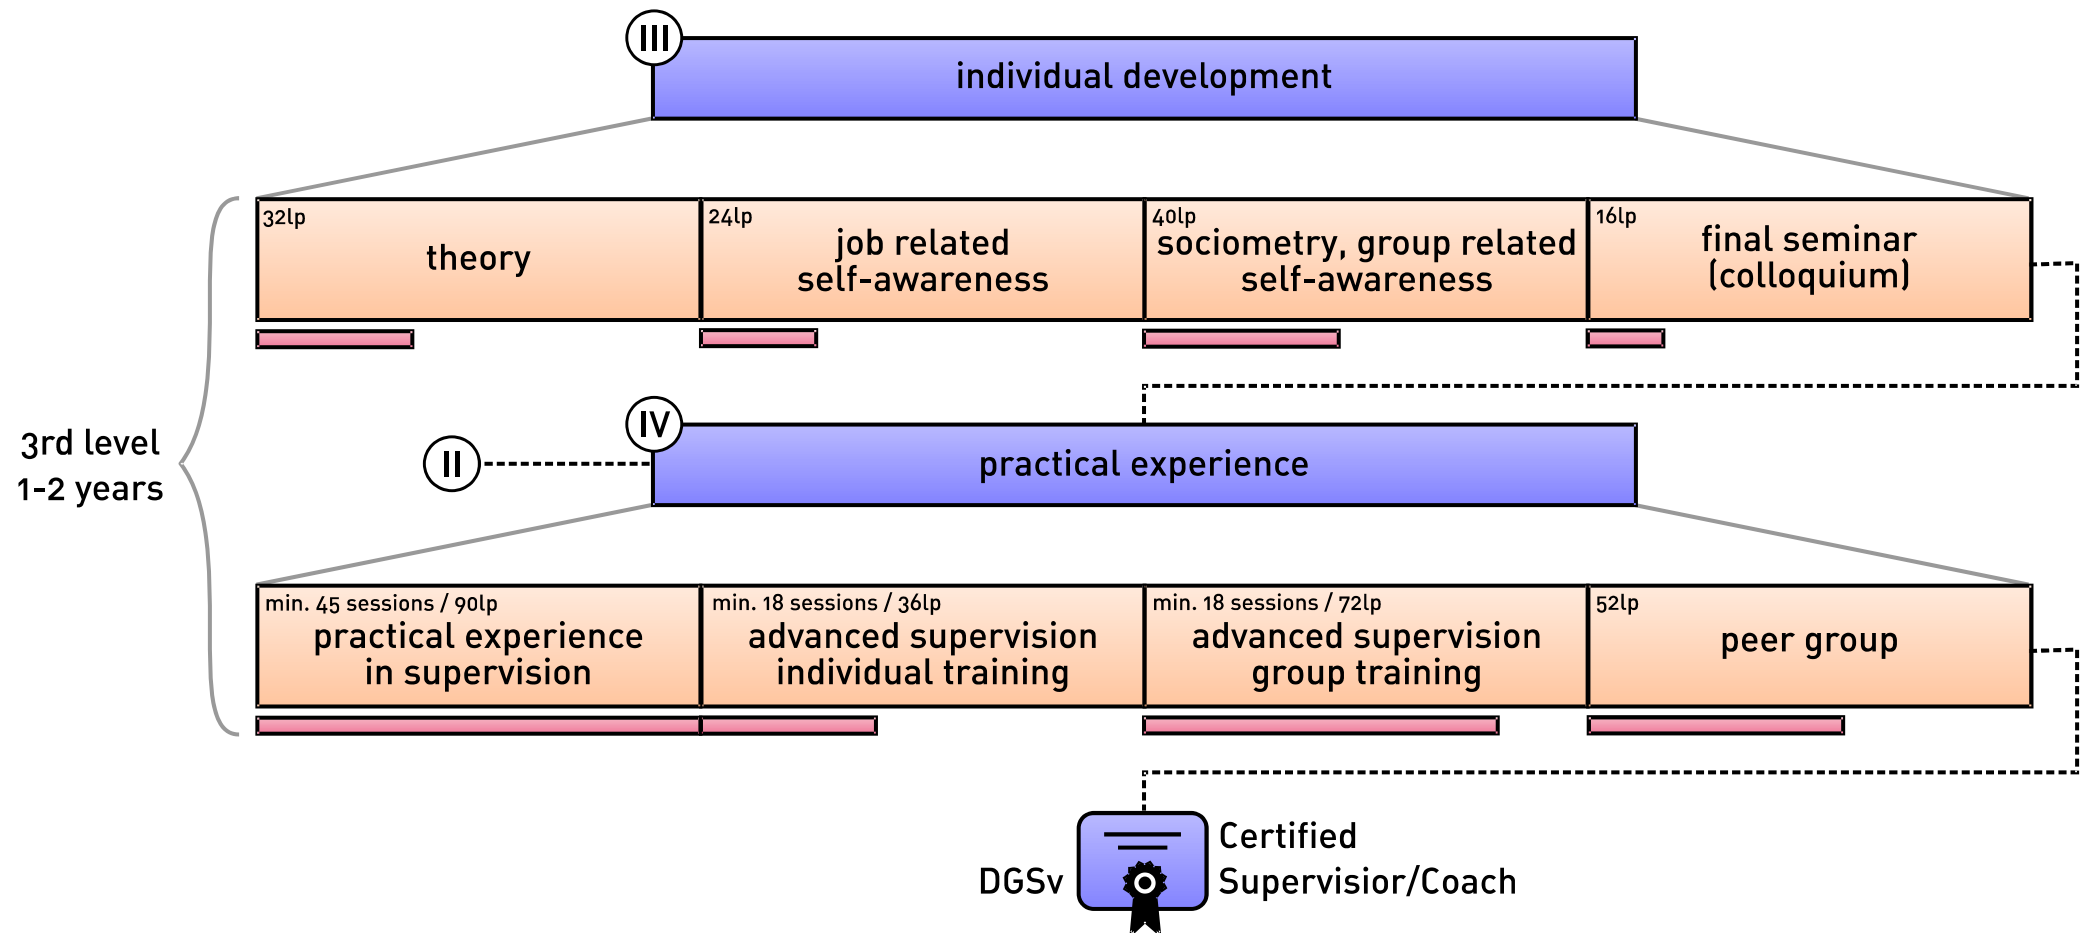 III
individual development
32lp
theory
24lp
job related
self-awareness
40lp
sociometry, group related
self-awareness
16lp
final seminar
(colloquium)
3rd level
1-2 years
II
IV
practical experience
min. 45 sessions / 90lp
practical experience
in supervision
min. 18 sessions / 36lp
advanced supervision
individual training
min. 18 sessions / 72lp
advanced supervision
group training
52lp
peer group
DGSv
Certified
Supervisior/Coach